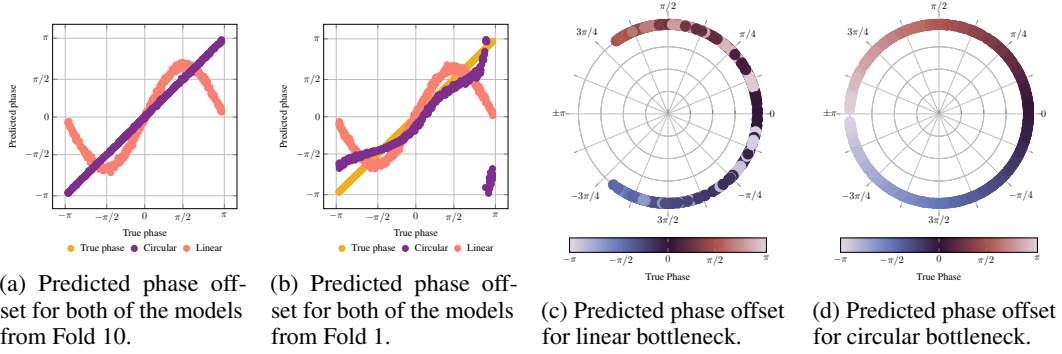 π
π/2
0
−π/2
−π
Predicted phase
−π
−π/2
0
π/2
π
True phase
True phase Circular Linear
(a) Predicted phase off-
set for both of the models
from Fold 10.
π
π/2
0
−π/2
−π
Predicted phase
−π
−π/2
0
π/2
π
True phase
True phase Circular Linear
(b) Predicted phase off-
set for both of the models
from Fold 1.
π/2
3π/4
π/4
±π
0
−3π/4
−π/4
3π/2
−π
−π/2
0
π/2
π
True Phase
(c) Predicted phase offset
for linear bottleneck.
π/2
3π/4
π/4
±π
0
−3π/4
−π/4
3π/2
−π
−π/2
0
π/2
π
True Phase
(d) Predicted phase offset
for circular bottleneck.